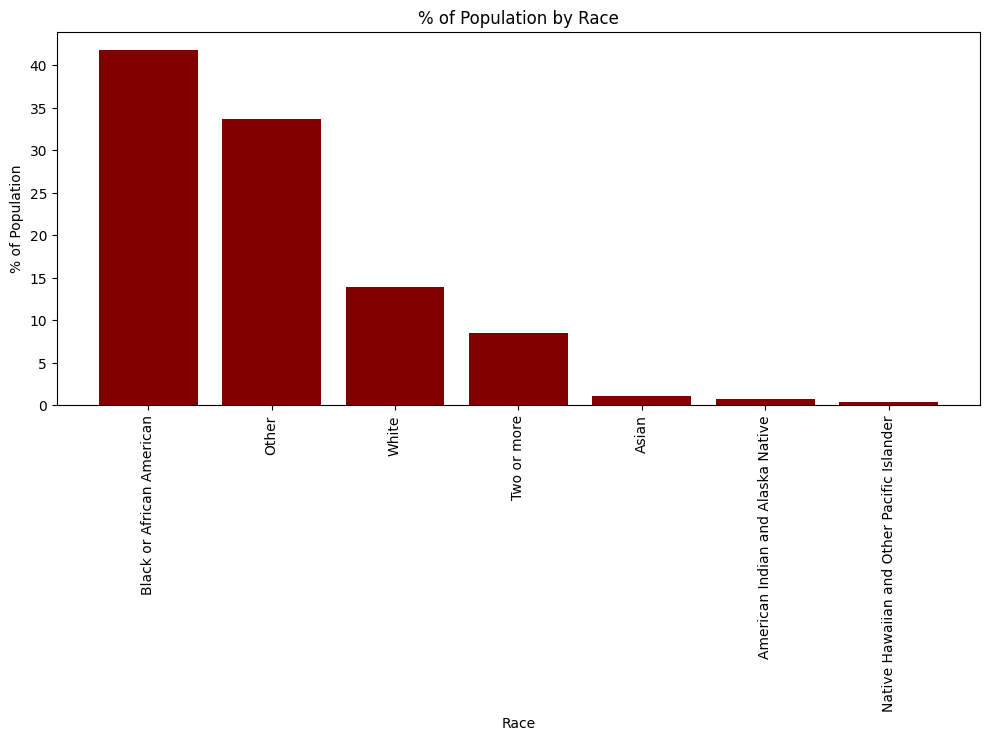 % of Population by Race
% of Population
40
35
30
25
20
15
10
5
0
Black or African American
Other
White
Two or more
Asian
American Indian and Alaska Native
Native Hawaiian and Other Pacific Islander
Race